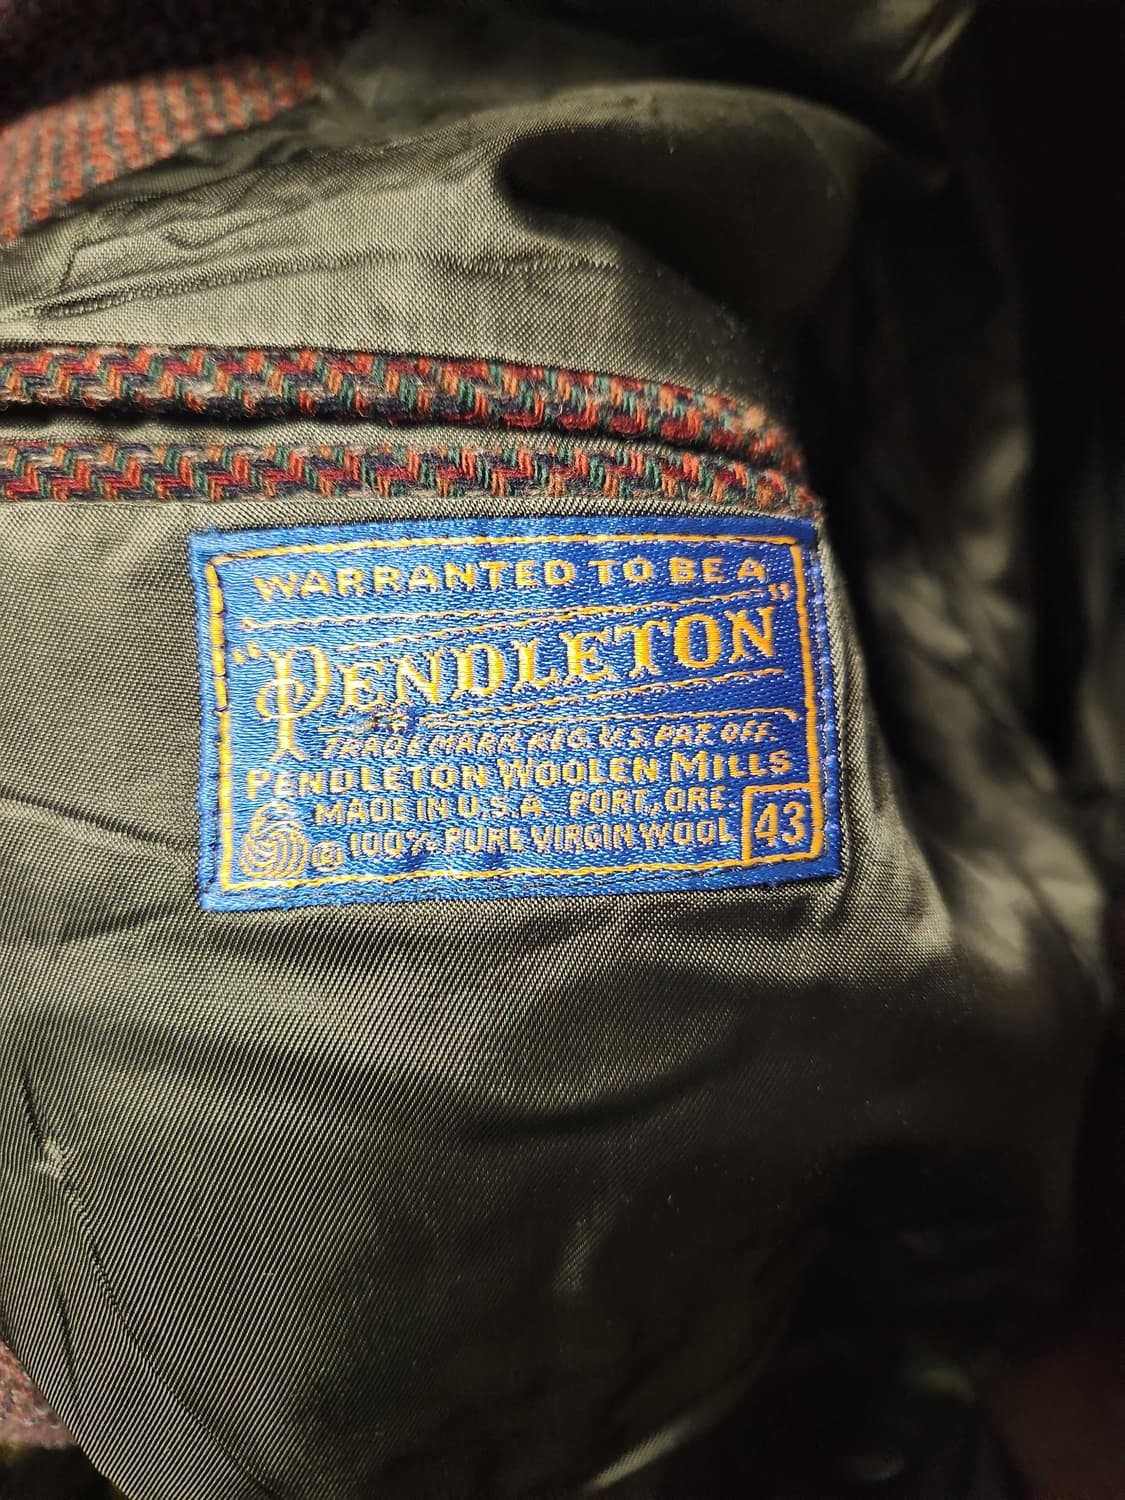 WARRANTED TO BE A
"PENDLETON"
TRADE MARK REG. U.S. PAT. OFF.
PENDLETON WOOLEN MILLS
MADE IN U.S.A. PORT., ORE.
® 100% PURE VIRGIN WOOL 43